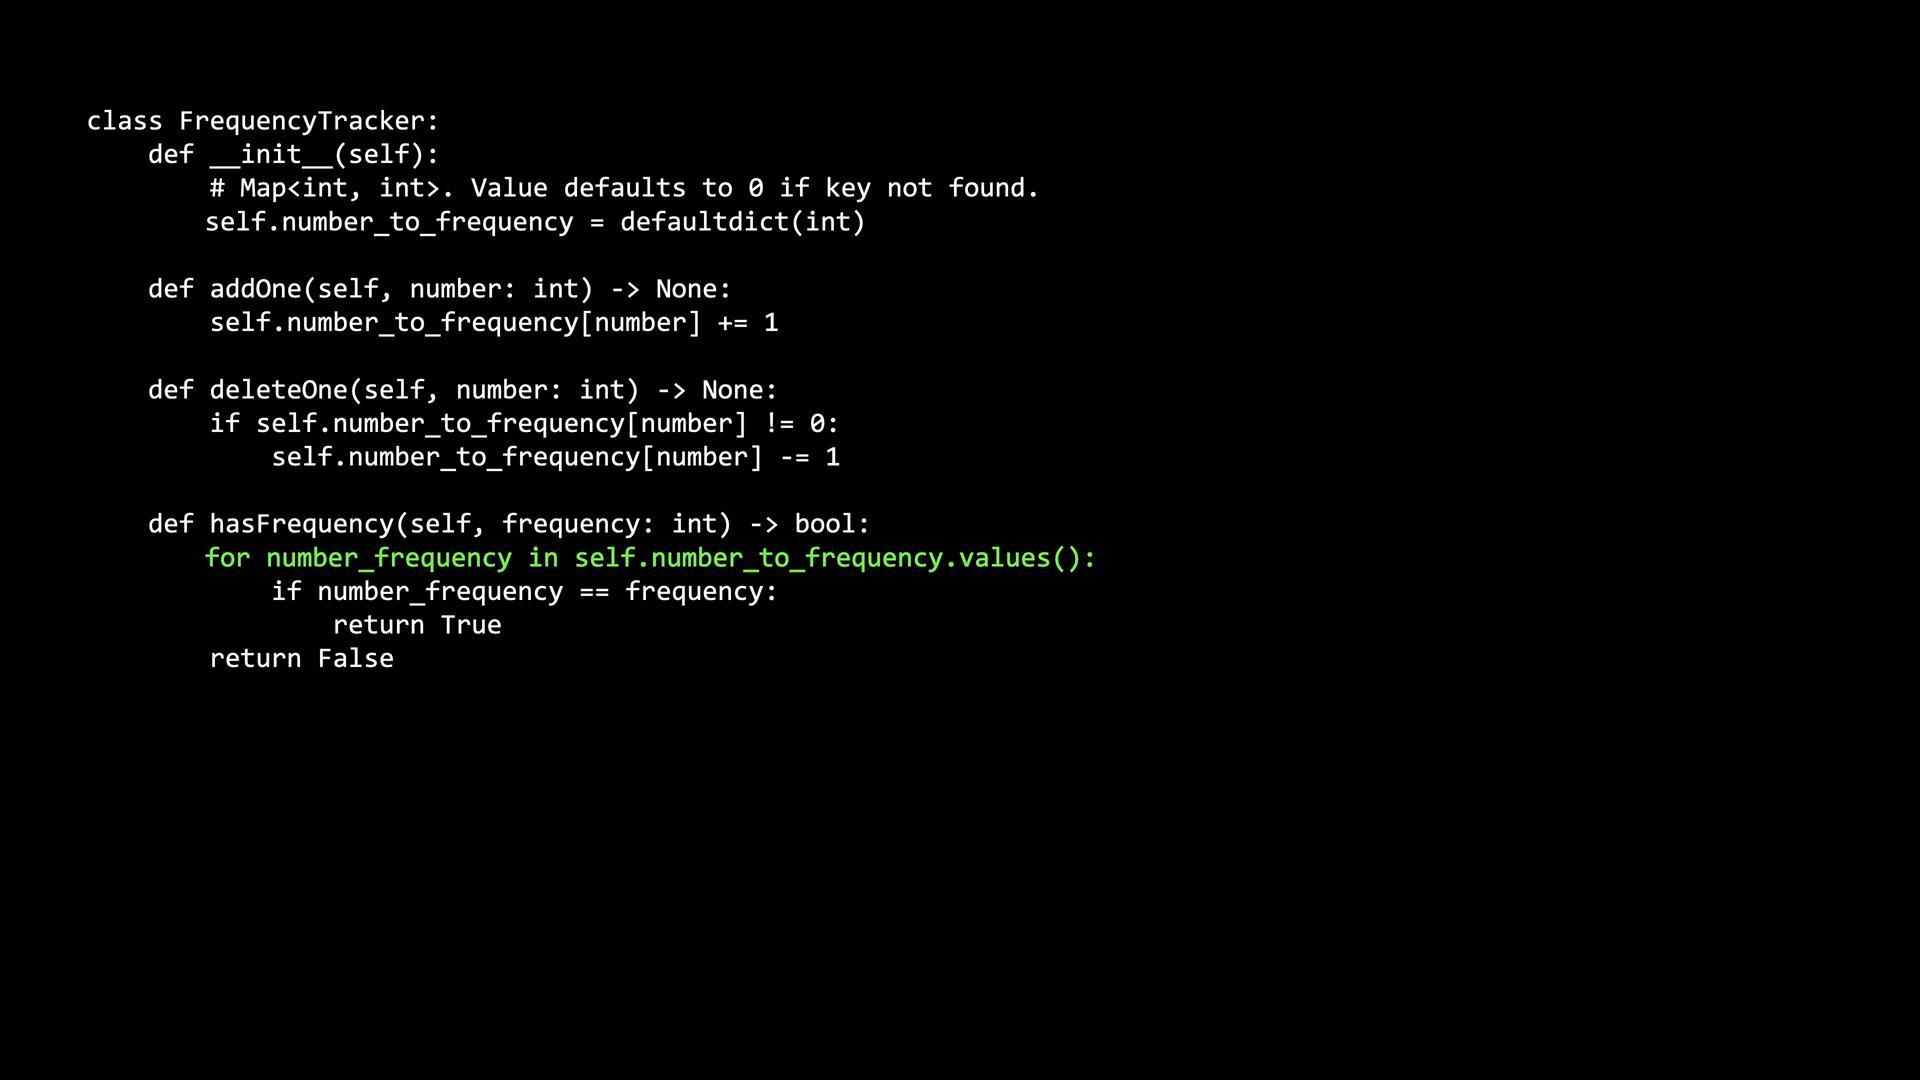 class FrequencyTracker:
    def __init__(self):
        # Map<int, int>. Value defaults to 0 if key not found.
        self.number_to_frequency = defaultdict(int)

    def addOne(self, number: int) -> None:
        self.number_to_frequency[number] += 1

    def deleteOne(self, number: int) -> None:
        if self.number_to_frequency[number] != 0:
            self.number_to_frequency[number] -= 1

    def hasFrequency(self, frequency: int) -> bool:
        for number_frequency in self.number_to_frequency.values():
            if number_frequency == frequency:
                return True
        return False